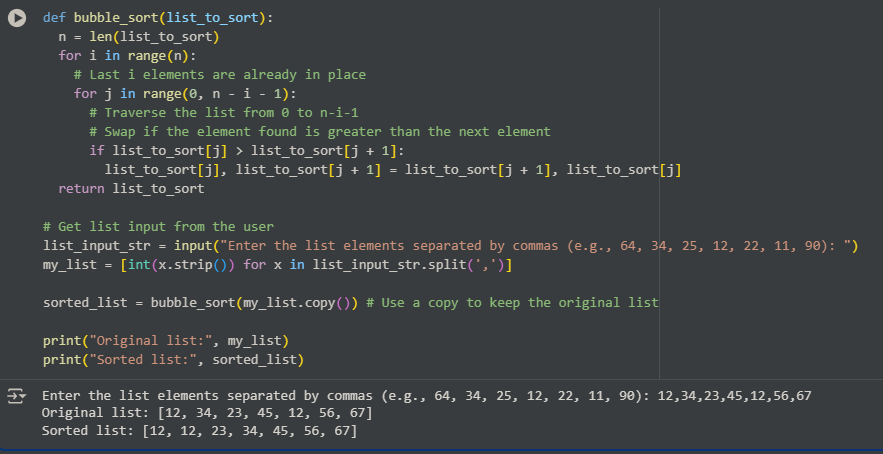 def bubble_sort(list_to_sort):
  n = len(list_to_sort)
  for i in range(n):
    # Last i elements are already in place
    for j in range(0, n - i - 1):
      # Traverse the list from 0 to n-i-1
      # Swap if the element found is greater than the next element
      if list_to_sort[j] > list_to_sort[j + 1]:
        list_to_sort[j], list_to_sort[j + 1] = list_to_sort[j + 1], list_to_sort[j]
  return list_to_sort

# Get list input from the user
list_input_str = input("Enter the list elements separated by commas (e.g., 64, 34, 25, 12, 22, 11, 90): ")
my_list = [int(x.strip()) for x in list_input_str.split(',')]

sorted_list = bubble_sort(my_list.copy()) # Use a copy to keep the original list

print("Original list:", my_list)
print("Sorted list:", sorted_list)
Enter the list elements separated by commas (e.g., 64, 34, 25, 12, 22, 11, 90): 12,34,23,45,12,56,67
Original list: [12, 34, 23, 45, 12, 56, 67]
Sorted list: [12, 12, 23, 34, 45, 56, 67]